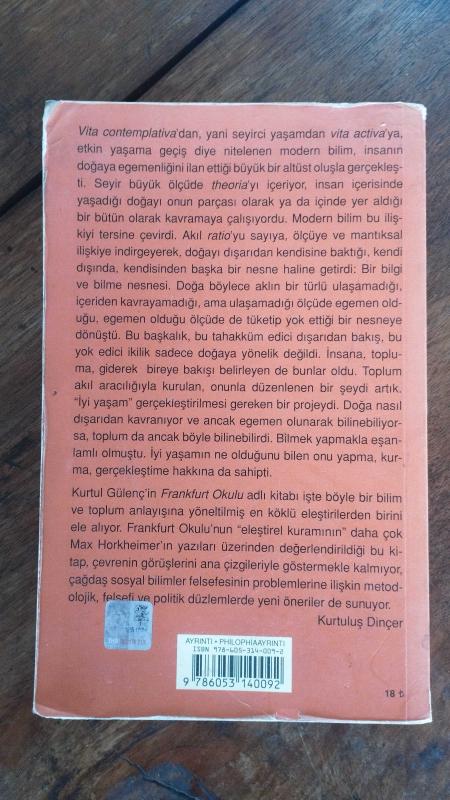 Vita contemplativa'dan, yani seyirci yaşamdan vita activa'ya,
etkin yaşama geçiş diye nitelenen modern bilim, insanın
doğaya egemenliğini ilan ettiği büyük bir altüst oluşla gerçekleş-
ti. Seyir büyük ölçüde theoria'yı içeriyor, insan içerisinde
yaşadığı doğayı onun parçası olarak ya da içinde yer aldığı
bir bütün olarak kavramaya çalışıyordu. Modern bilim bu iliş-
kiyi tersine çevirdi. Akıl ratio'yu sayıya, ölçüye ve mantıksal
ilişkiye indirgeyerek, doğayı dışarıdan kendisine baktığı, kendi
dışında, kendisinden başka bir nesne haline getirdi: Bir bilgi
ve bilme nesnesi. Doğa böylece aklın bir türlü ulaşamadığı,
içeriden kavrayamadığı, ama ulaşamadığı ölçüde egemen oldu-
ğu, egemen olduğu ölçüde de tüketip yok ettiği bir nesneye
dönüştü. Bu başkalık, bu tahakküm edici dışarıdan bakış, bu
yok edici ikilik sadece doğaya yönelik değildi. İnsana, toplu-
ma, giderek bireye bakışı belirleyen de bunlar oldu. Toplum
akıl aracılığıyla kurulan, onunla düzenlenen bir şeydi artık.
"İyi yaşam" gerçekleştirilmesi gereken bir projeydi. Doğa nasıl
dışarıdan kavranıyor ve ancak egemen olunarak bilinebiliyor-
sa, toplum da ancak böyle bilinebilirdi. Bilmek yapmakla eşan-
lamlı olmuştu. İyi yaşamın ne olduğunu bilen onu yapma, kur-
ma, gerçekleştime hakkına da sahipti.
Kurtul Gülenç'in Frankfurt Okulu adlı kitabı işte böyle bir bilim
ve toplum anlayışına yöneltilmiş en köklü eleştirilerden birini
ele alıyor. Frankfurt Okulu'nun "eleştirel kuramının" daha çok
Max Horkheimer'ın yazıları üzerinden değerlendirildiği bu ki-
tap, çevrenin görüşlerini ana çizgileriyle göstermekle kalmıyor,
çağdaş sosyal bilimler felsefesinin problemlerine ilişkin metod-
olojik, felsefi ve politik düzlemlerde yeni öneriler de sunuyor.
Kurtuluş Dinçer
AYRINTI • PHILOPHIAAYRINTI
ISBN 978-605-314-009-2
9 786053 140092
18 ₺